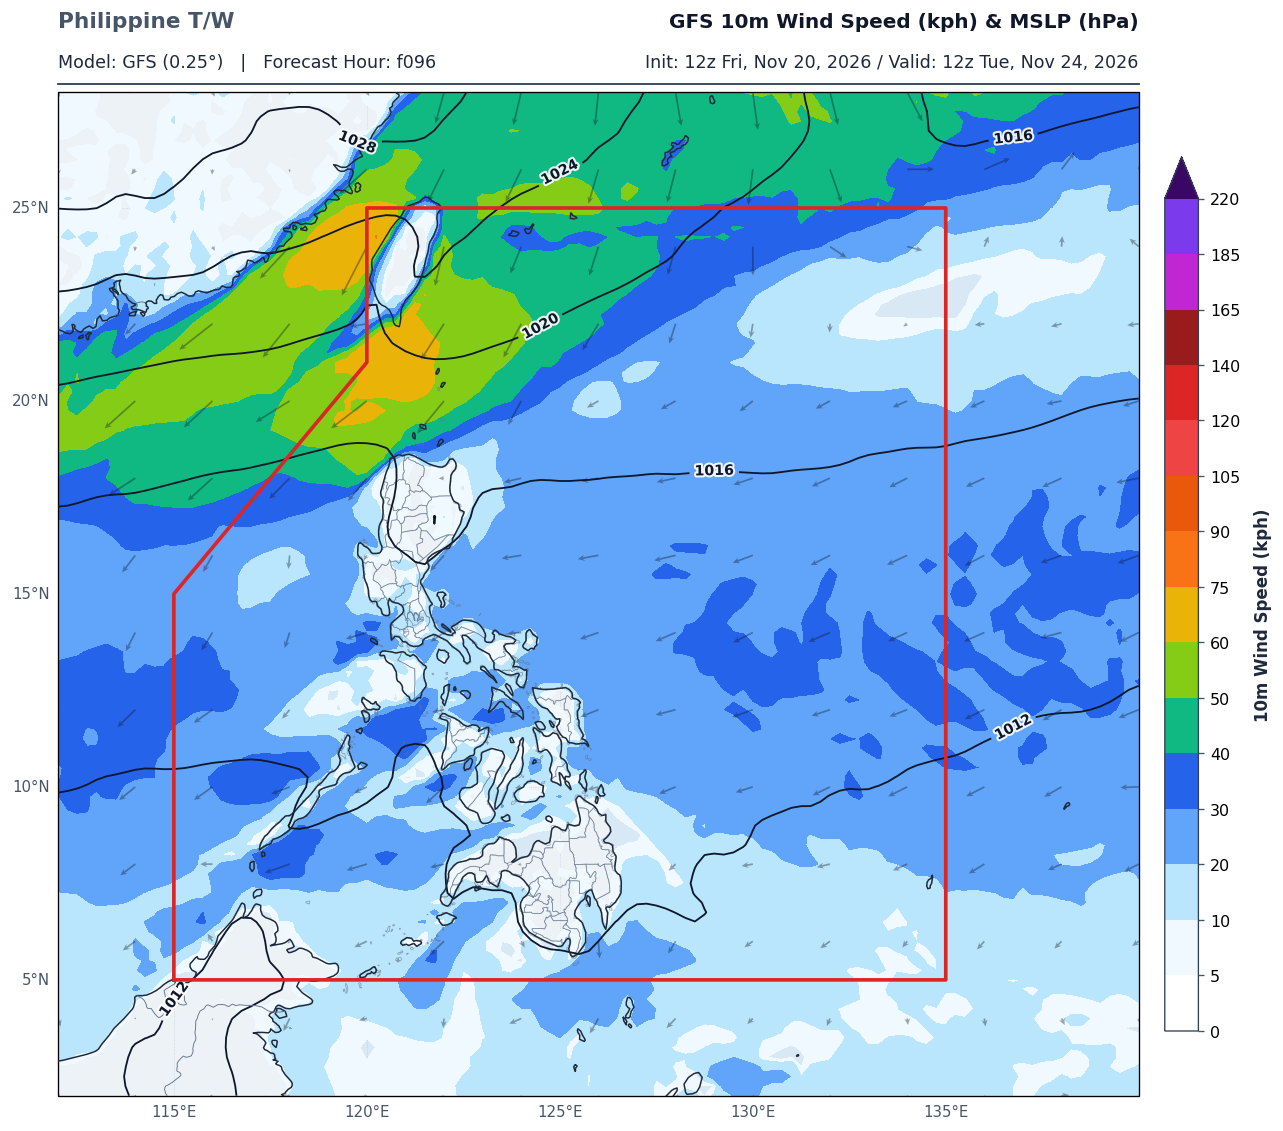 Philippine T/W
GFS 10m Wind Speed (kph) & MSLP (hPa)
Model: GFS (0.25°)   |   Forecast Hour: f096
Init: 12z Fri, Nov 20, 2026 / Valid: 12z Tue, Nov 24, 2026
1028
1024
1016
1020
1016
1012
1012
25°N
20°N
15°N
10°N
5°N
115°E
120°E
125°E
130°E
135°E
220
185
165
140
120
105
90
75
60
50
40
30
20
10
5
0
10m Wind Speed (kph)